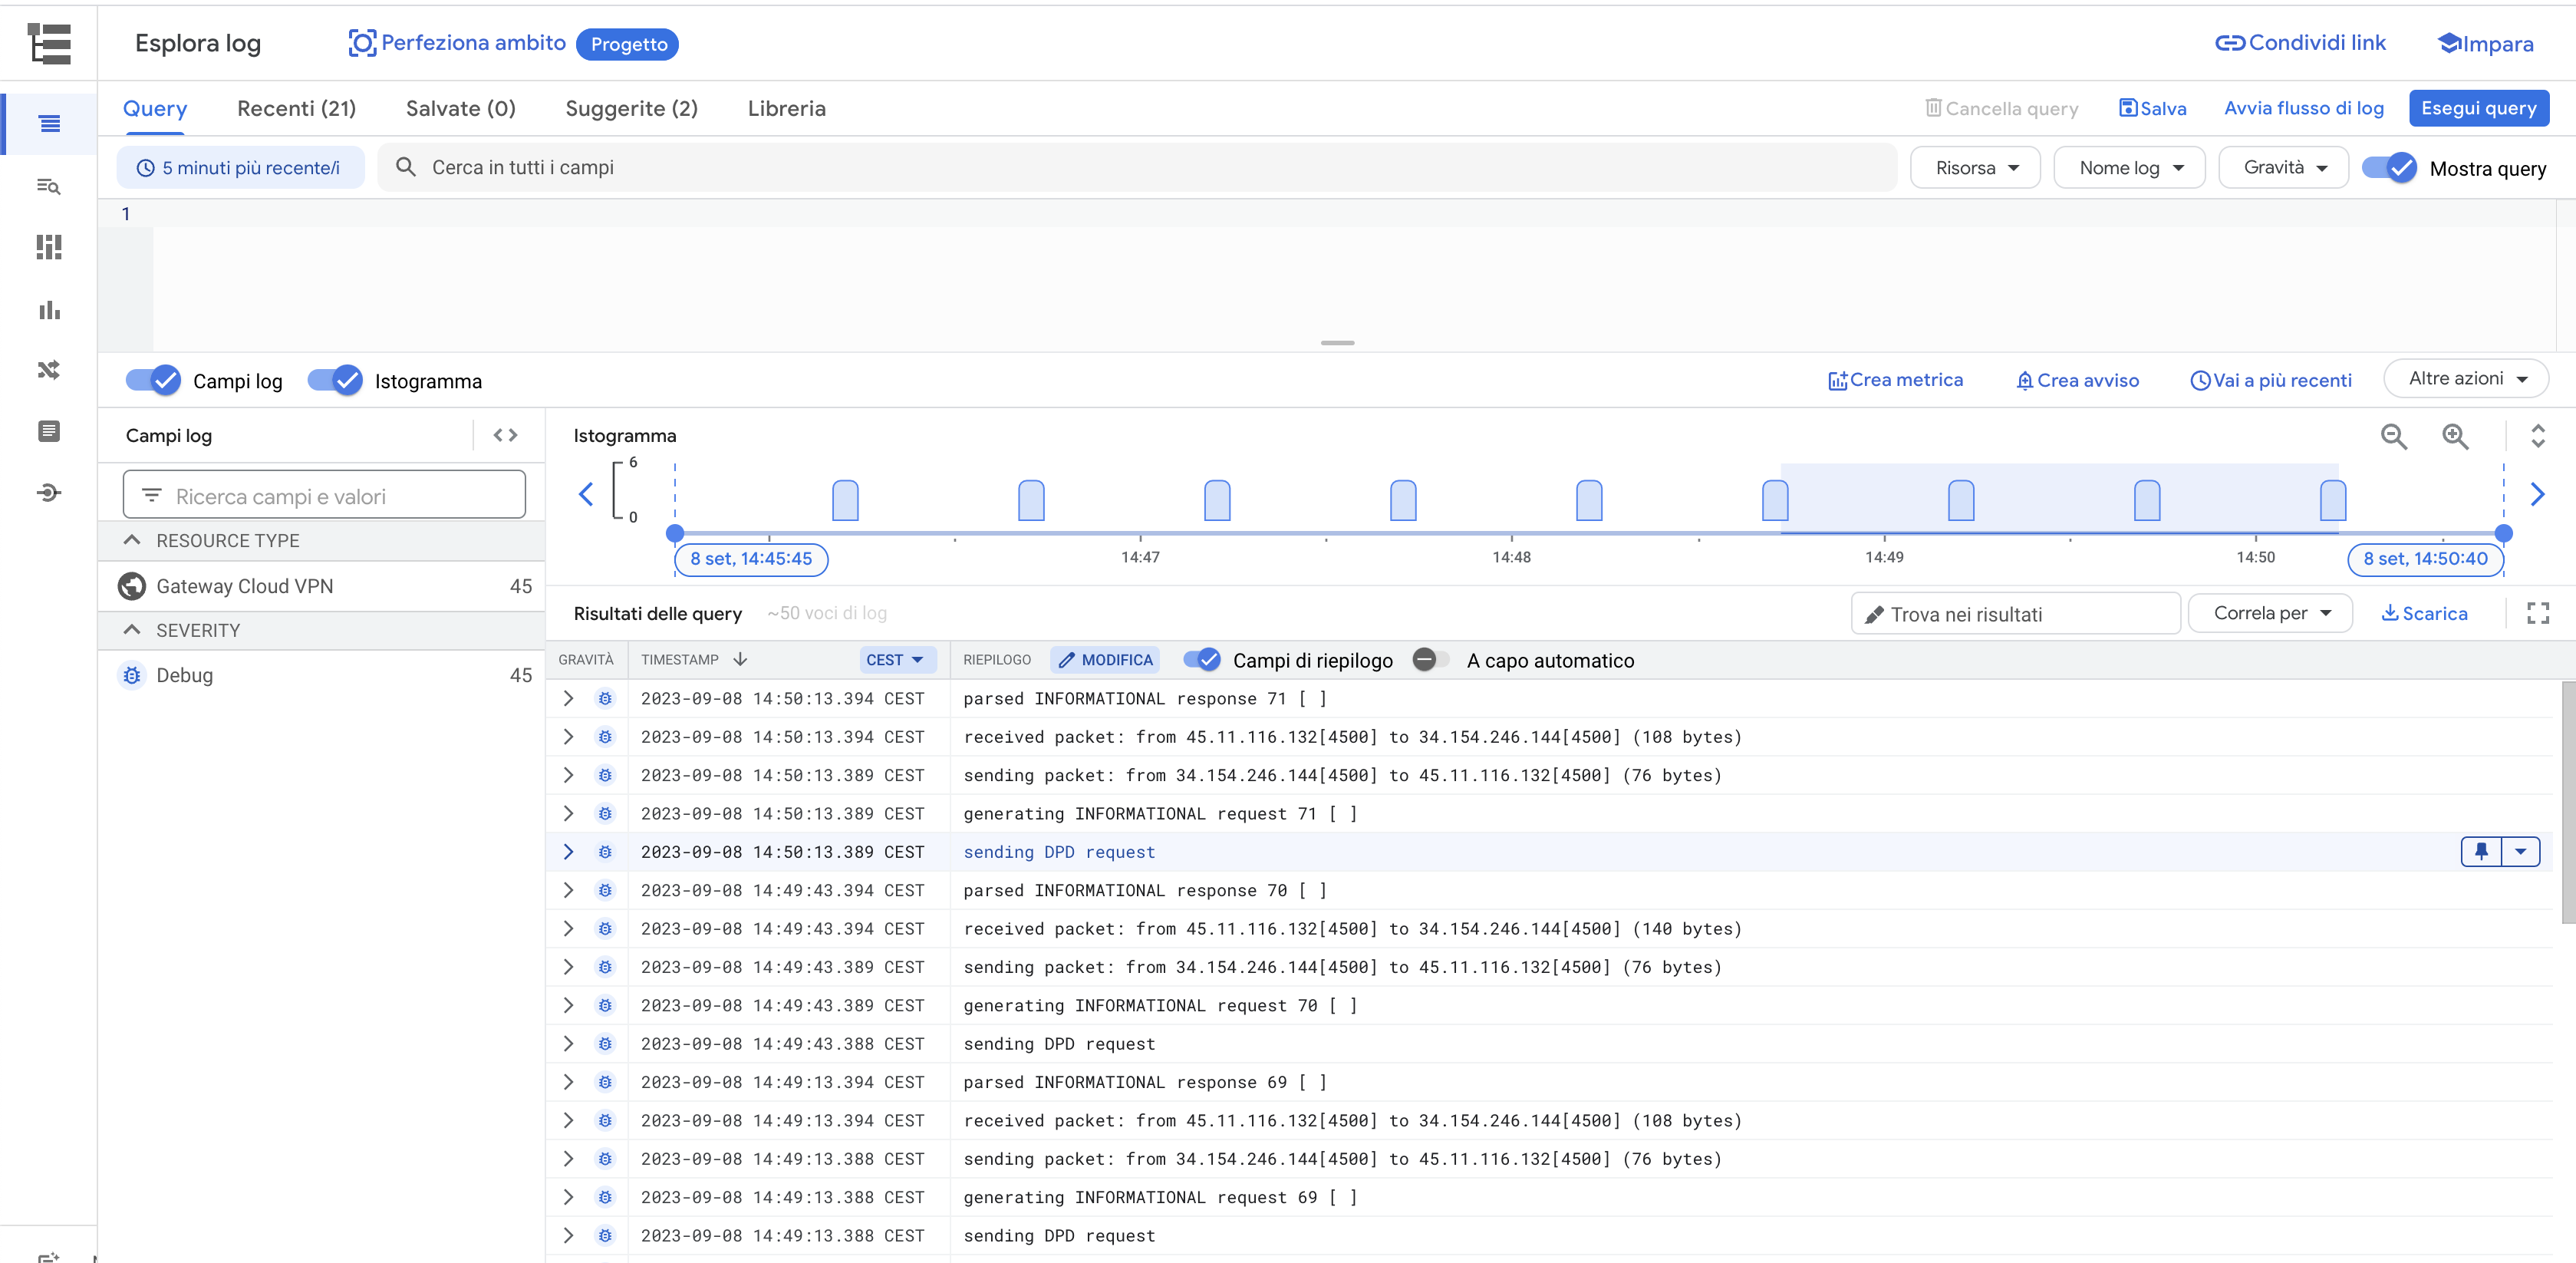 Esplora log
Perfeziona ambito
Progetto
Condividi link
Impara
Query
Recenti (21)
Salvate (0)
Suggerite (2)
Libreria
Cancella query
Salva
Avvia flusso di log
Esegui query
5 minuti più recente/i
Cerca in tutti i campi
Risorsa
Nome log
Gravità
Mostra query
1
Campi log
Istogramma
Crea metrica
Crea avviso
Vai a più recenti
Altre azioni
Campi log
Ricerca campi e valori
RESOURCE TYPE
Gateway Cloud VPN 45
SEVERITY
Debug 45
Istogramma
6
0
8 set, 14:45:45
14:47
14:48
14:49
14:50
8 set, 14:50:40
Risultati delle query
~50 voci di log
Trova nei risultati
Correla per
Scarica
GRAVITÀ
TIMESTAMP
CEST
RIEPILOGO
MODIFICA
Campi di riepilogo
A capo automatico
2023-09-08 14:50:13.394 CEST parsed INFORMATIONAL response 71 [ ]
2023-09-08 14:50:13.394 CEST received packet: from 45.11.116.132[4500] to 34.154.246.144[4500] (108 bytes)
2023-09-08 14:50:13.389 CEST sending packet: from 34.154.246.144[4500] to 45.11.116.132[4500] (76 bytes)
2023-09-08 14:50:13.389 CEST generating INFORMATIONAL request 71 [ ]
2023-09-08 14:50:13.389 CEST sending DPD request
2023-09-08 14:49:43.394 CEST parsed INFORMATIONAL response 70 [ ]
2023-09-08 14:49:43.394 CEST received packet: from 45.11.116.132[4500] to 34.154.246.144[4500] (140 bytes)
2023-09-08 14:49:43.389 CEST sending packet: from 34.154.246.144[4500] to 45.11.116.132[4500] (76 bytes)
2023-09-08 14:49:43.389 CEST generating INFORMATIONAL request 70 [ ]
2023-09-08 14:49:43.388 CEST sending DPD request
2023-09-08 14:49:13.394 CEST parsed INFORMATIONAL response 69 [ ]
2023-09-08 14:49:13.394 CEST received packet: from 45.11.116.132[4500] to 34.154.246.144[4500] (108 bytes)
2023-09-08 14:49:13.388 CEST sending packet: from 34.154.246.144[4500] to 45.11.116.132[4500] (76 bytes)
2023-09-08 14:49:13.388 CEST generating INFORMATIONAL request 69 [ ]
2023-09-08 14:49:13.388 CEST sending DPD request